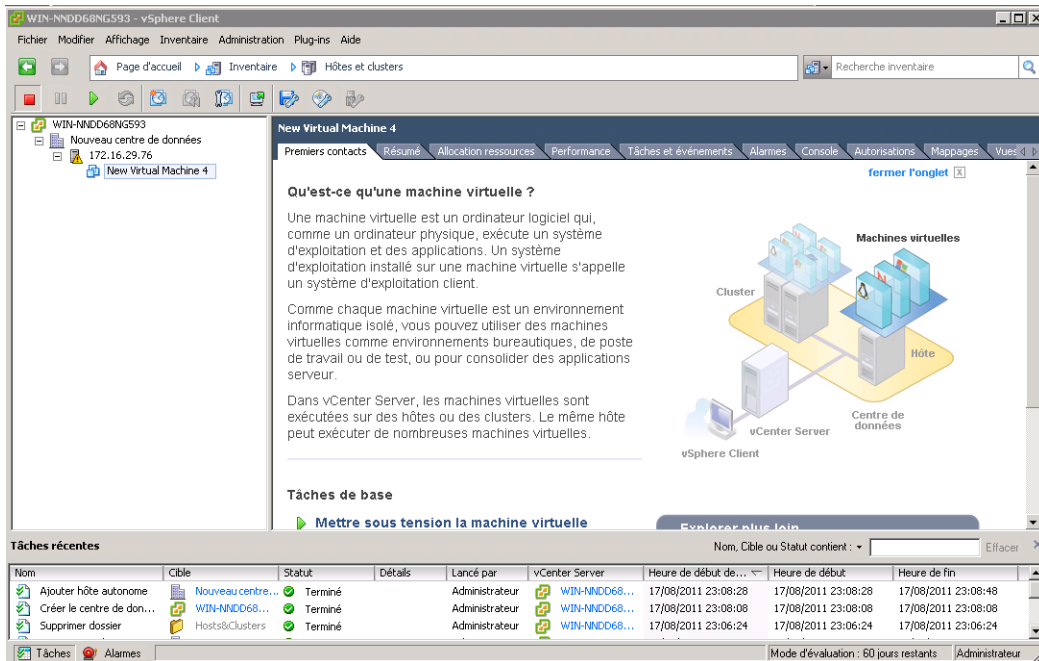 WIN-NNDD68NG593 - vSphere Client
Fichier Modifier Affichage Inventaire Administration Plug-ins Aide
Page d'accueil Inventaire Hôtes et clusters
Recherche inventaire
WIN-NNDD68NG593
Nouveau centre de données
172.16.29.76
New Virtual Machine 4
New Virtual Machine 4
Premiers contacts Résumé Allocation ressources Performance Tâches et événements Alarmes Console Autorisations Mappages Vues
fermer l'onglet X
Qu'est-ce qu'une machine virtuelle ?
Une machine virtuelle est un ordinateur logiciel qui,
comme un ordinateur physique, exécute un système
d'exploitation et des applications. Un système
d'exploitation installé sur une machine virtuelle s'appelle
un système d'exploitation client.
Comme chaque machine virtuelle est un environnement
informatique isolé, vous pouvez utiliser des machines
virtuelles comme environnements bureautiques, de poste
de travail ou de test, ou pour consolider des applications
serveur.
Dans vCenter Server, les machines virtuelles sont
exécutées sur des hôtes ou des clusters. Le même hôte
peut exécuter de nombreuses machines virtuelles.
Machines virtuelles
Cluster
Hôte
Centre de
données
vCenter Server
vSphere Client
Tâches de base
Mettre sous tension la machine virtuelle
Explorer plus loin
Tâches récentes
Nom, Cible ou Statut contient :
Effacer
Nom Cible Statut Détails Lancé par vCenter Server Heure de début de... Heure de début Heure de fin
Ajouter hôte autonome Nouveau centre... Terminé Administrateur WIN-NNDD68... 17/08/2011 23:08:28 17/08/2011 23:08:28 17/08/2011 23:08:48
Créer le centre de don... WIN-NNDD68... Terminé Administrateur WIN-NNDD68... 17/08/2011 23:08:08 17/08/2011 23:08:08 17/08/2011 23:08:08
Supprimer dossier Hosts&Clusters Terminé Administrateur WIN-NNDD68... 17/08/2011 23:06:24 17/08/2011 23:06:24 17/08/2011 23:06:24
Tâches Alarmes
Mode d'évaluation : 60 jours restants Administrateur